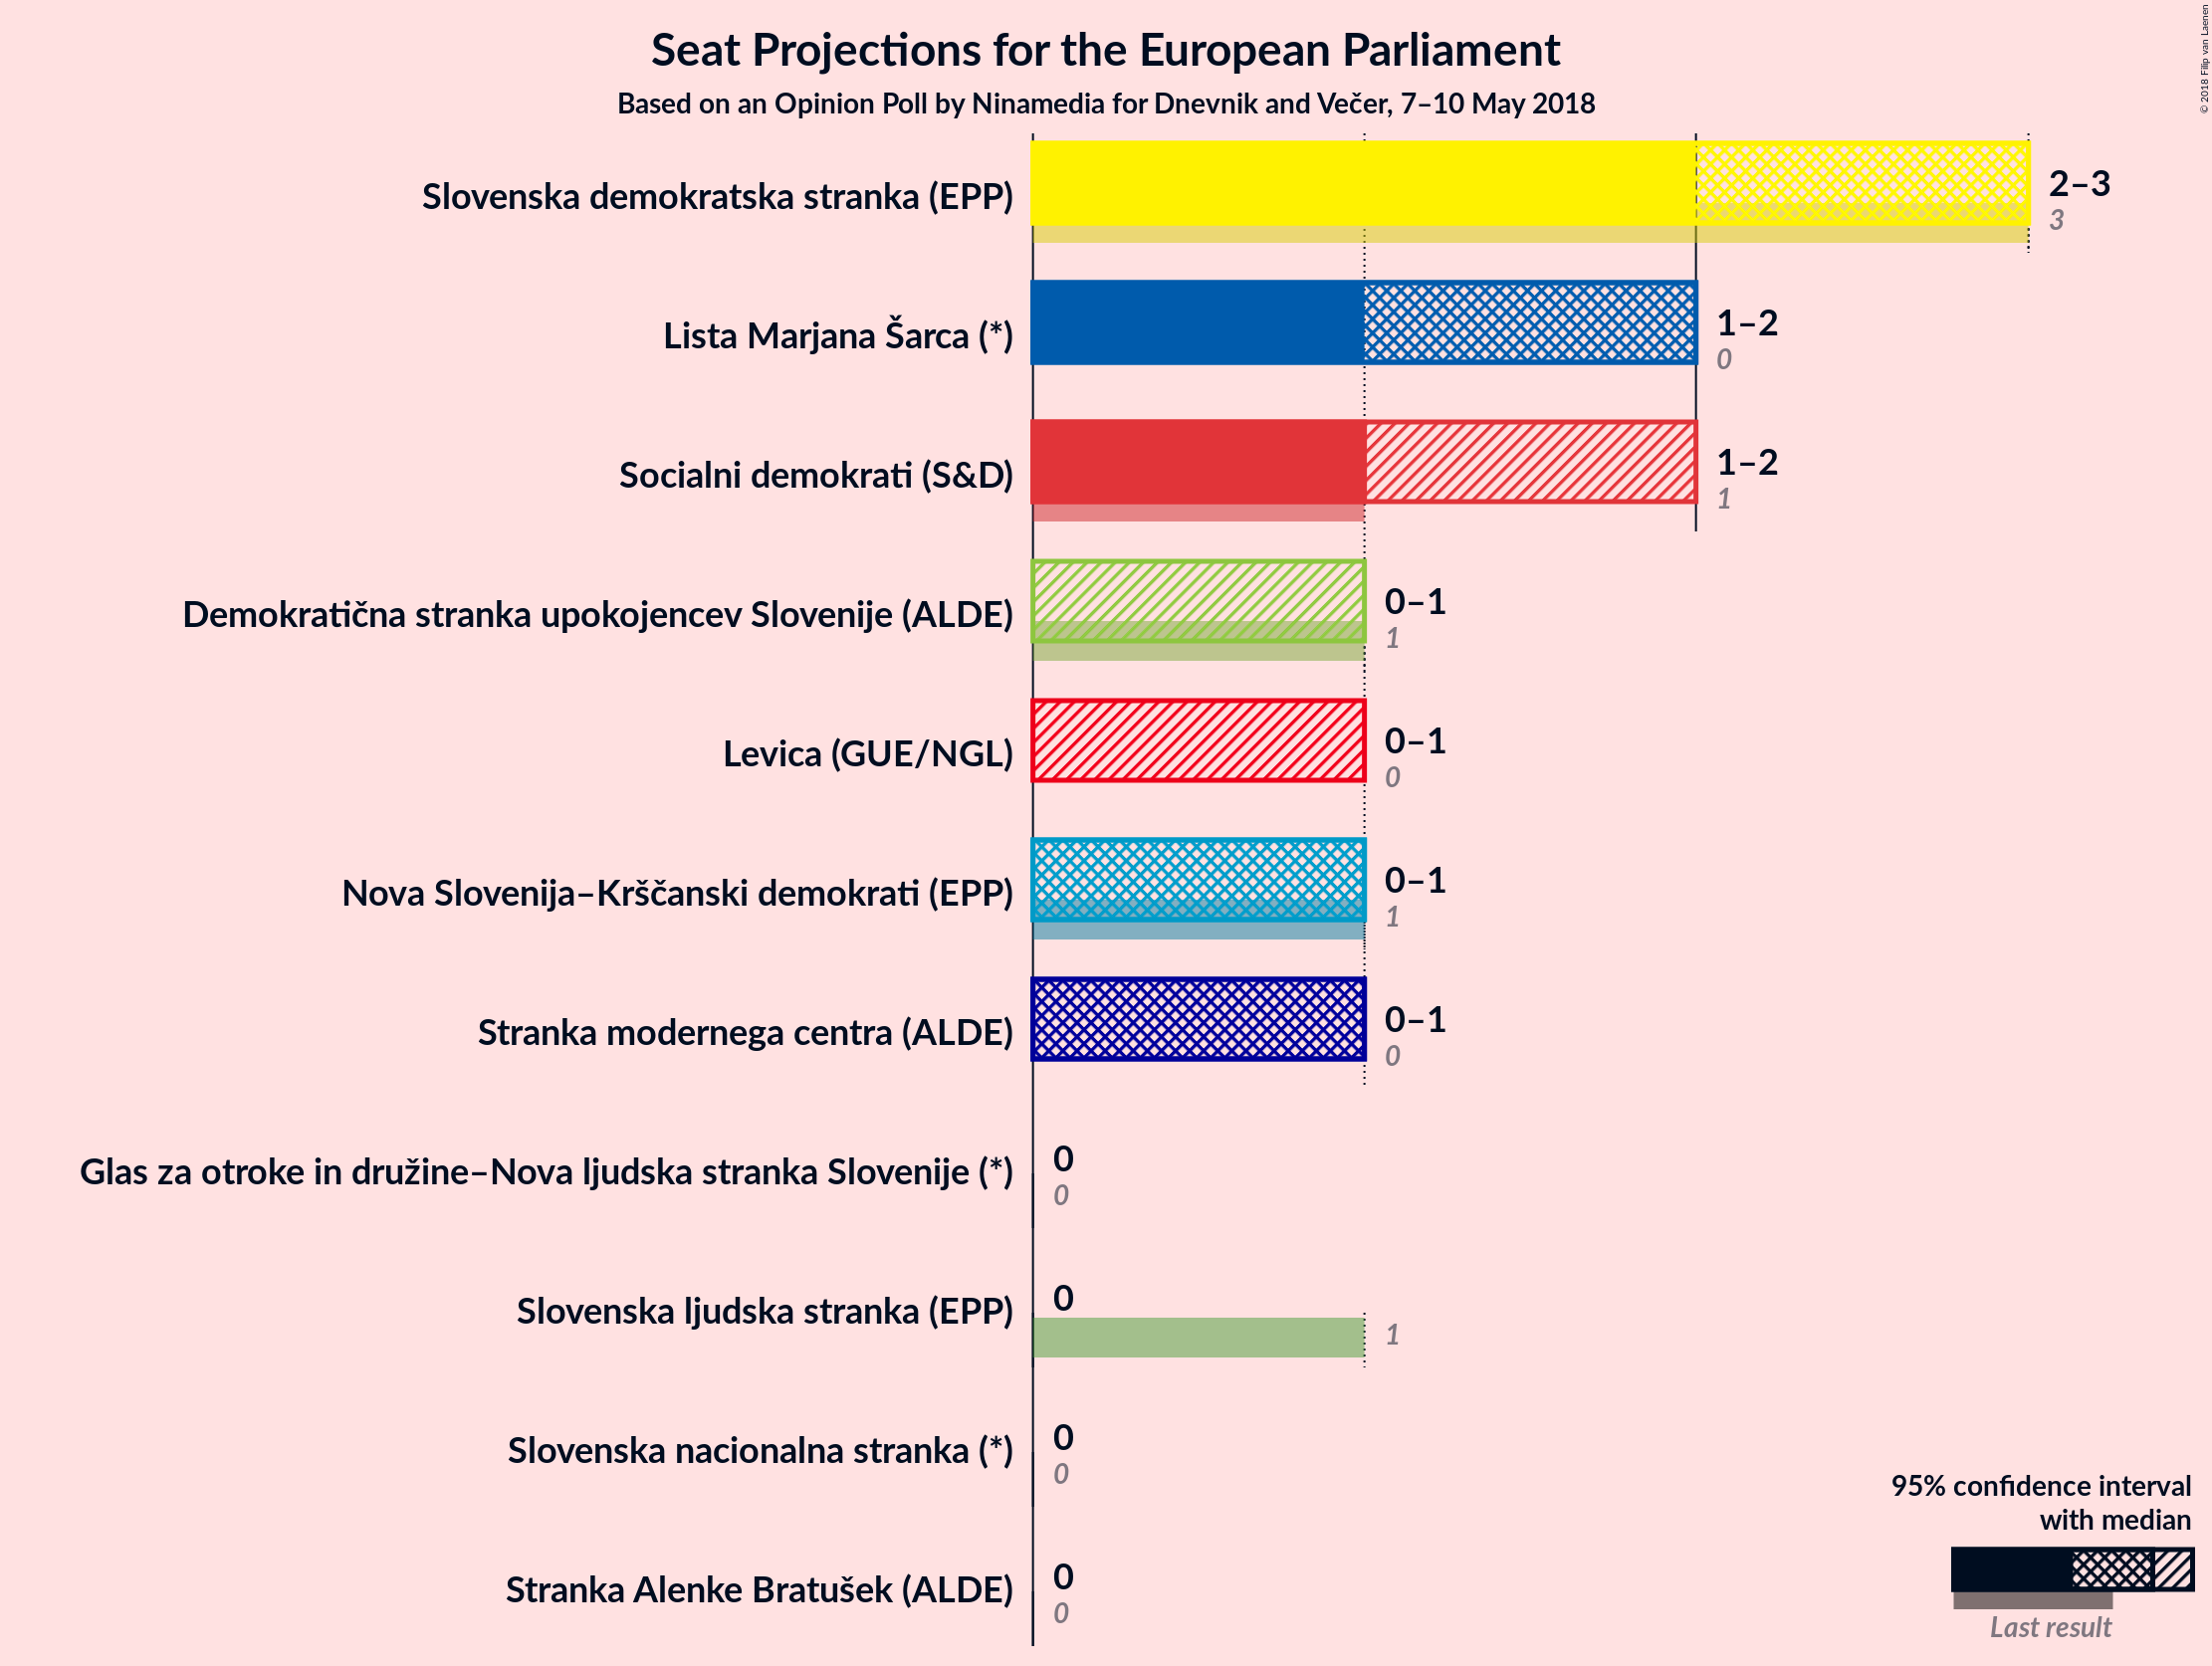 Seat Projections for the European Parliament
Based on an Opinion Poll by Ninamedia for Dnevnik and Večer, 7–10 May 2018
© 2018 Filip van Laenen
Slovenska demokratska stranka (EPP)
2–3
3
Lista Marjana Šarca (*)
1–2
0
Socialni demokrati (S&D)
1–2
1
Demokratična stranka upokojencev Slovenije (ALDE)
0–1
1
Levica (GUE/NGL)
0–1
0
Nova Slovenija–Krščanski demokrati (EPP)
0–1
1
Stranka modernega centra (ALDE)
0–1
0
Glas za otroke in družine–Nova ljudska stranka Slovenije (*)
0
0
Slovenska ljudska stranka (EPP)
0
1
Slovenska nacionalna stranka (*)
0
0
Stranka Alenke Bratušek (ALDE)
0
0
95% confidence interval
with median
Last result